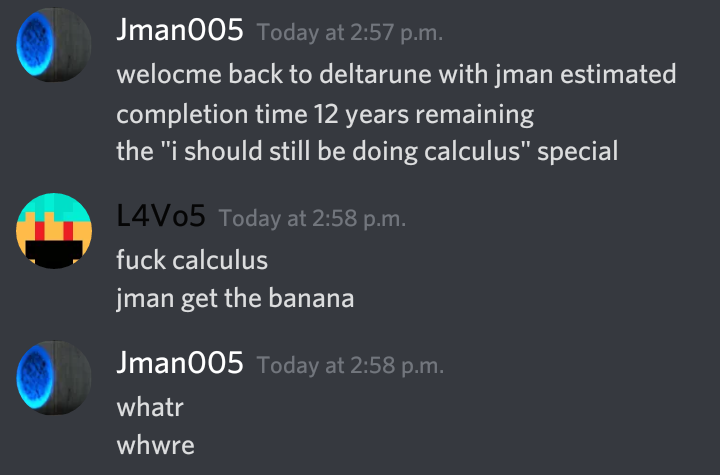 Jman005 Today at 2:57 p.m.
welocme back to deltarune with jman estimated
completion time 12 years remaining
the "i should still be doing calculus" special
L4Vo5 Today at 2:58 p.m.
fuck calculus
jman get the banana
Jman005 Today at 2:58 p.m.
whatr
whwre